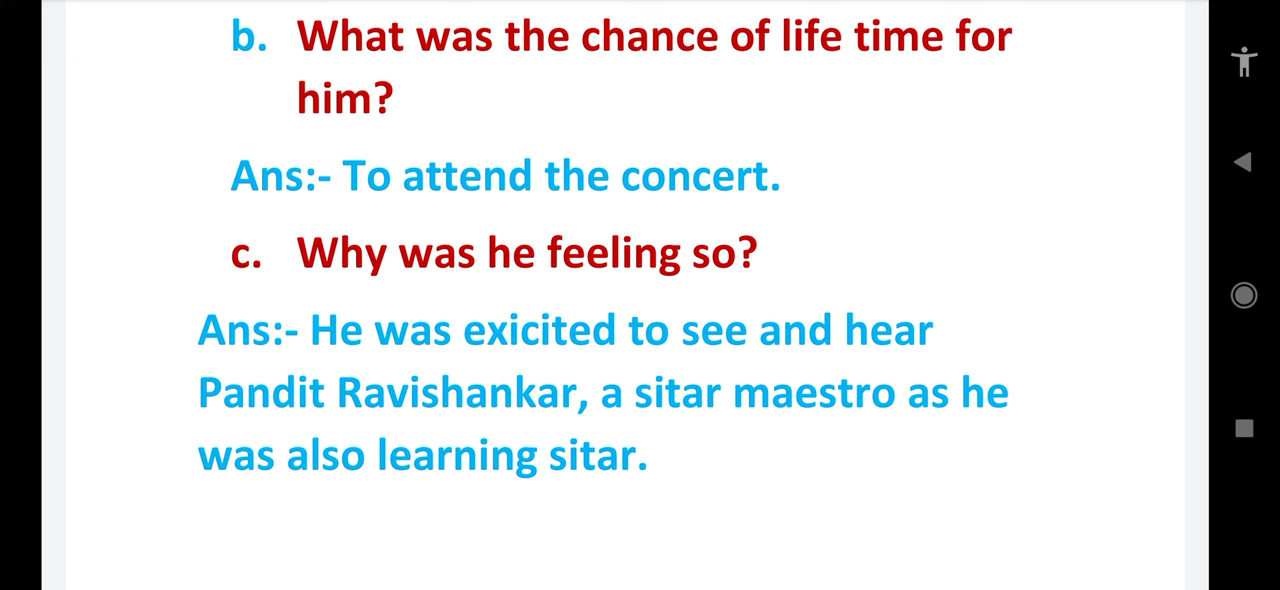 b. What was the chance of life time for
him?
Ans:- To attend the concert.
c. Why was he feeling so?
Ans:- He was exicited to see and hear
Pandit Ravishankar, a sitar maestro as he
was also learning sitar.